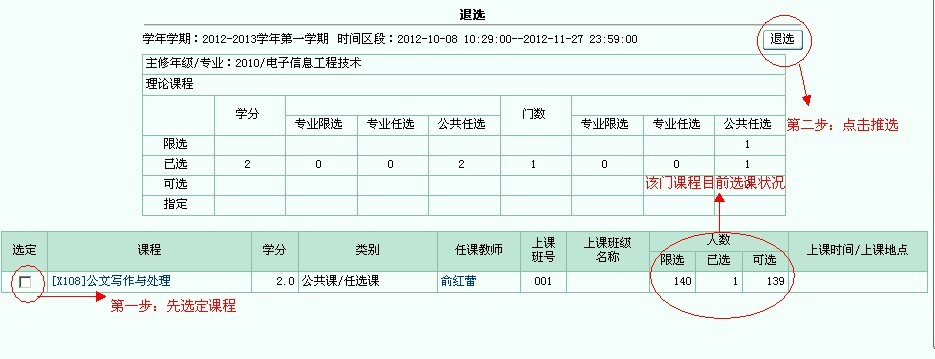 退选
学年学期：2012-2013学年第一学期 时间区段：2012-10-08 10:29:00--2012-11-27 23:59:00 退选
主修年级/专业：2010/电子信息工程技术
理论课程
学分 门数
专业限选 专业任选 公共任选 专业限选 专业任选 公共任选
第二步：点击推选
限选 1
已选 2 0 0 2 1 0 0 1
可选 该门课程目前选课状况
指定
选定 课程 学分 类别 任课教师 上课班号 上课班级名称 人数 上课时间/上课地点
限选 已选 可选
[X108]公文写作与处理 2.0 公共课/任选课 俞红蕾 001 140 1 139
第一步：先选定课程